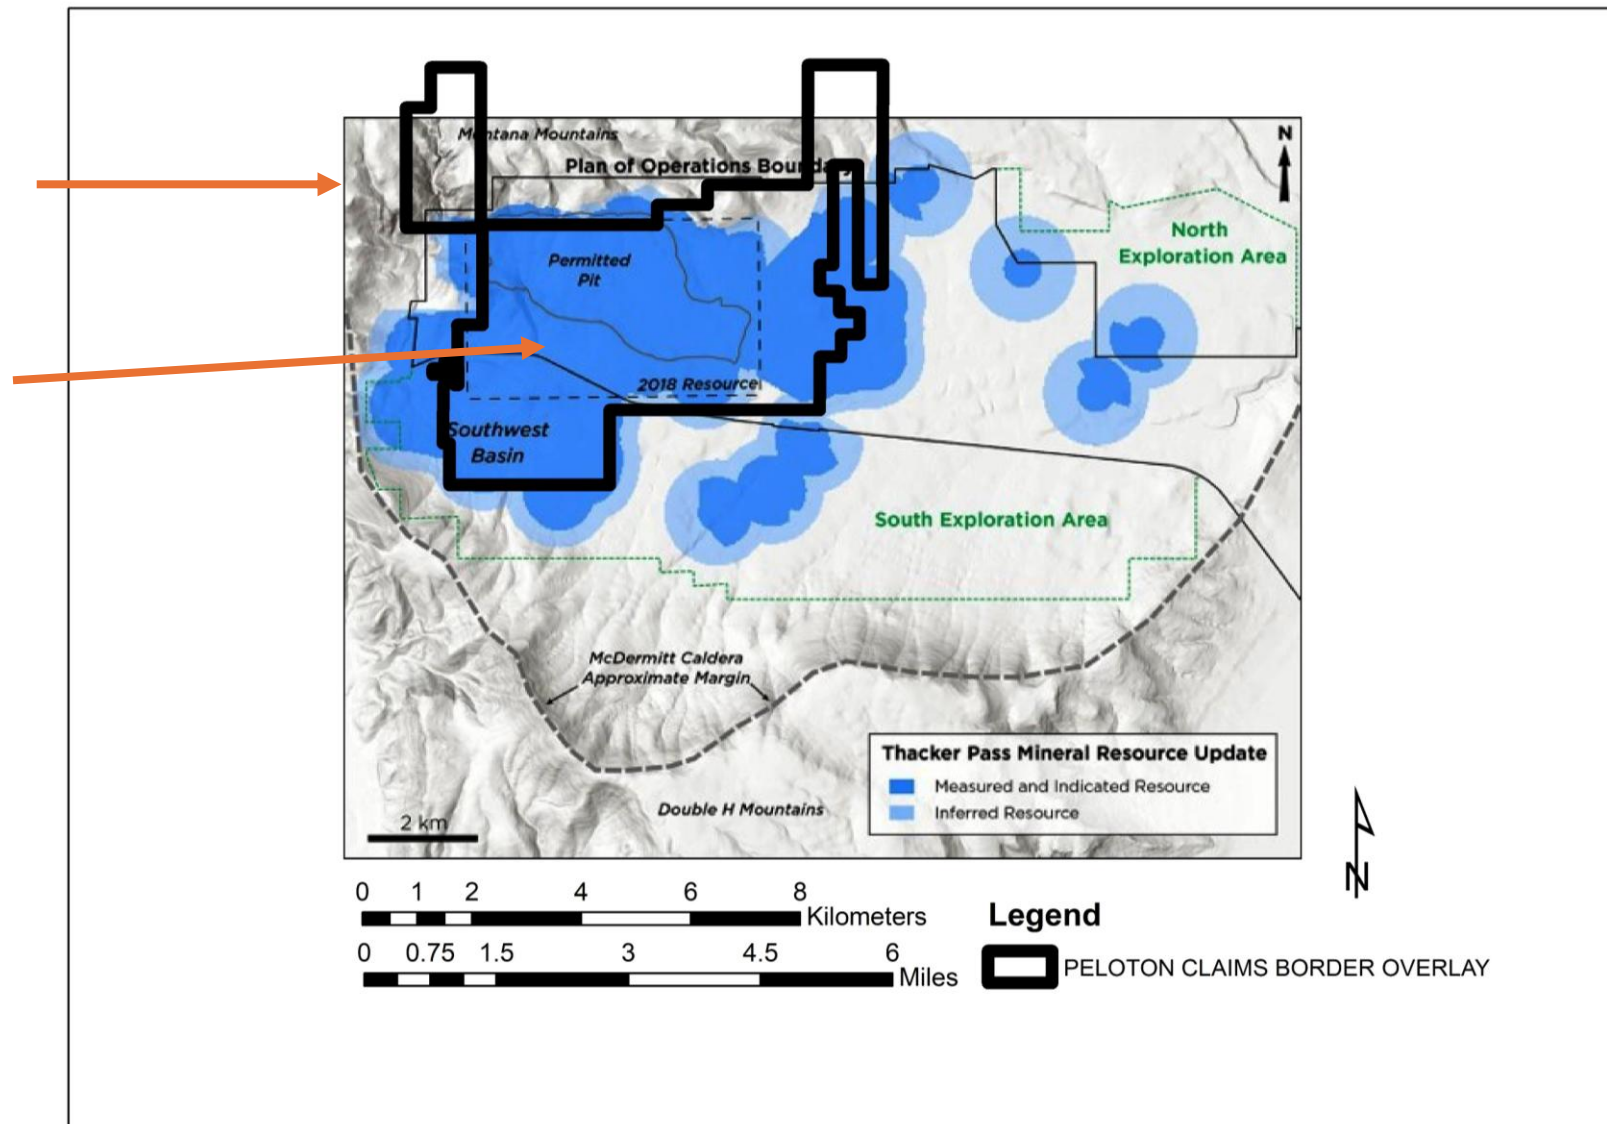 Montana Mountains
Plan of Operations Boundary
N
North
Exploration Area
Permitted
Pit
2018 Resource
Southwest
Basin
South Exploration Area
McDermitt Caldera
Approximate Margin
Thacker Pass Mineral Resource Update
Measured and Indicated Resource
Inferred Resource
Double H Mountains
2 km
N
0 1 2 4 6 8
Kilometers
0 0.75 1.5 3 4.5 6
Miles
Legend
PELOTON CLAIMS BORDER OVERLAY